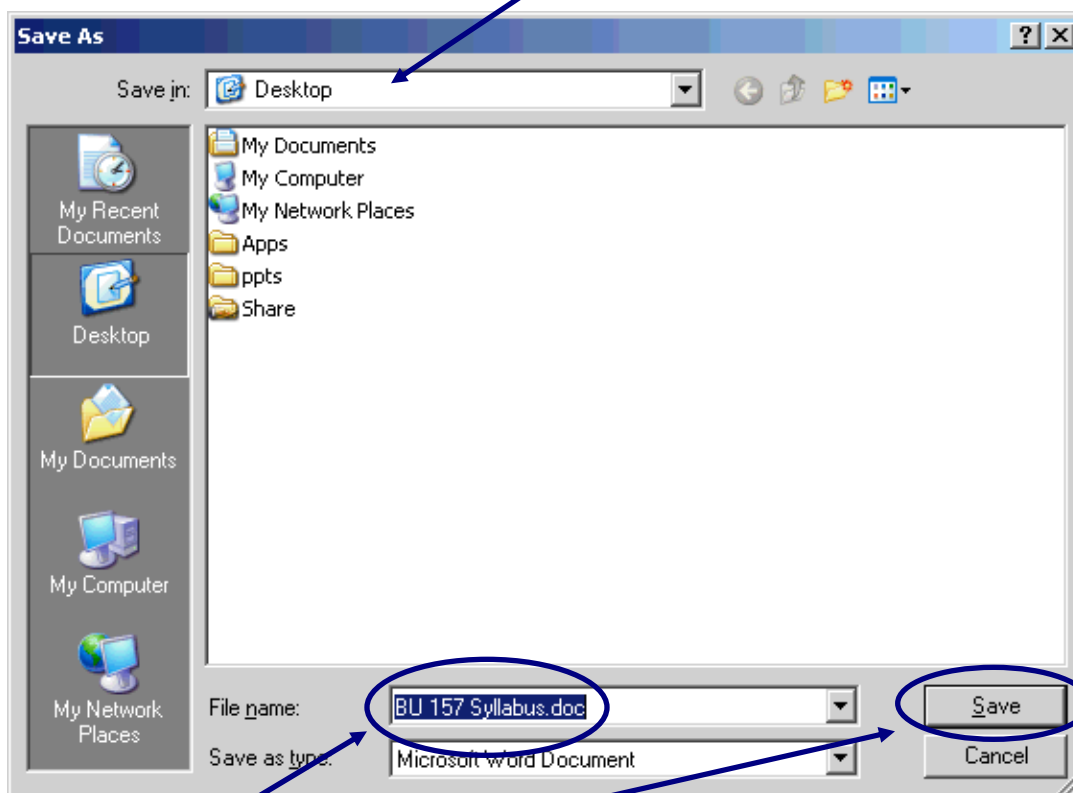 Save As
Save in: Desktop
My Recent
Documents
Desktop
My Documents
My Computer
My Network
Places
My Documents
My Computer
My Network Places
Apps
ppts
Share
File name: BU 157 Syllabus.doc Save
Save as type: Microsoft Word Document Cancel